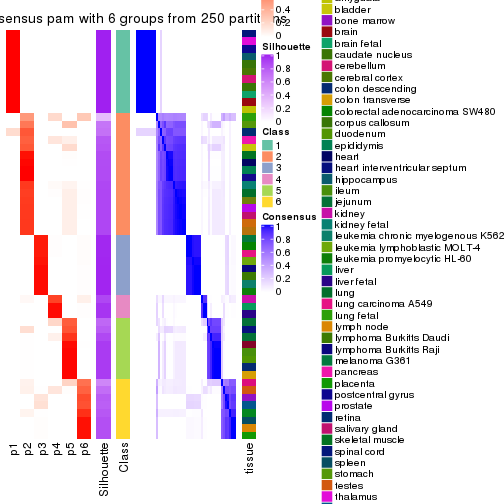 sensus pam with 6 groups from 250 partitions
0.4
0.2
0
Silhouette
1
0.8
0.6
0.4
0.2
0
Class
1
2
3
4
5
6
Consensus
1
0.8
0.6
0.4
0.2
0
p1
p2
p3
p4
p5
p6
Silhouette
Class
tissue
amygdala
bladder
bone marrow
brain
brain fetal
caudate nucleus
cerebellum
cerebral cortex
colon descending
colon transverse
colorectal adenocarcinoma SW480
corpus callosum
duodenum
epididymis
heart
heart interventricular septum
hippocampus
ileum
jejunum
kidney
kidney fetal
leukemia chronic myelogenous K562
leukemia lymphoblastic MOLT-4
leukemia promyelocytic HL-60
liver
liver fetal
lung
lung carcinoma A549
lung fetal
lymph node
lymphoma Burkitts Daudi
lymphoma Burkitts Raji
melanoma G361
pancreas
placenta
postcentral gyrus
prostate
retina
salivary gland
skeletal muscle
spinal cord
spleen
stomach
testes
thalamus